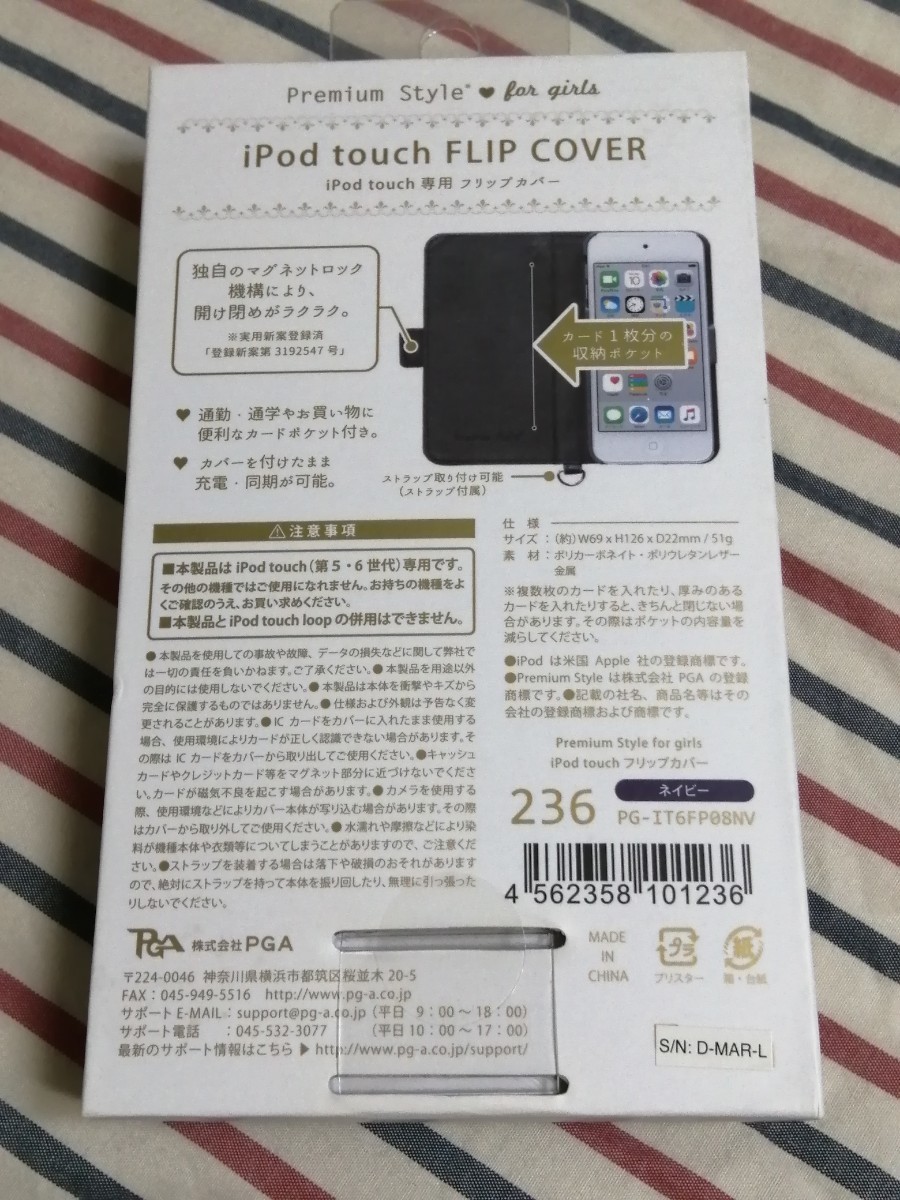 Premium Style® ♥ for girls
iPod touch FLIP COVER
iPod touch 専用 フリップカバー
独自のマグネットロック
機構により、
開け閉めがラクラク。
※実用新案登録済
「登録新案第 3192547 号」
カード 1 枚分の
収納ポケット
♥ 通勤・通学やお買い物に
便利なカードポケット付き。
♥ カバーを付けたまま
充電・同期が可能。
ストラップ取り付け可能
(ストラップ付属)
⚠注意事項
■本製品は iPod touch(第 5・6 世代)専用です。
その他の機種ではご使用になれません。お持ちの機種をよ
くご確認のうえ、お買い求めください。
■本製品と iPod touch loop の併用はできません。
●本製品を使用しての事故や故障、データの損失などに関して弊社で
は一切の責任を負いかねます。ご了承ください。●本製品を用途以外
の目的には使用しないでください。●本製品は本体を衝撃やキズから
完全に保護するものではありません。●仕様および外観は予告なく変
更されることがあります。●IC カードをカバーに入れたまま使用する
場合、使用環境によりカードが正しく認識できない場合があります。そ
の際は IC カードをカバーから取り出してご使用ください。●キャッシュ
カードやクレジットカード等をマグネット部分に近づけないでくださ
い。カードが磁気不良を起こす場合があります。●カメラを使用する
際、使用環境などによりカバー本体が写り込む場合があります。その際
はカバーから取り外してご使用ください。●水濡れや摩擦などにより染
料が機種本体や衣類等についてしまうことがありますので、ご注意くだ
さい。●ストラップを装着する場合は落下や破損のおそれがあります
ので、絶対にストラップを持って本体を振り回したり、無理に引っ張った
りしないでください。
仕 様
サイズ:(約)W69 x H126 x D22mm / 51g
素 材:ポリカーボネイト・ポリウレタンレザー
金属
※複数枚のカードを入れたり、厚みのある
カードを入れたりすると、きちんと閉じない場合
があります。その際はポケットの内容量を
減らしてください。
●iPod は米国 Apple 社の登録商標です。
●Premium Style は株式会社 PGA の登録
商標です。●記載の社名、商品名等はその
会社の登録商標および商標です。
Premium Style for girls
iPod touch フリップカバー
236 ネイビー
PG-IT6FP08NV
4 562358 101236
PGA 株式会社PGA
〒224-0046 神奈川県横浜市都筑区桜並木 20-5
FAX:045-949-5516 http://www.pg-a.co.jp
サポート E-MAIL:support@pg-a.co.jp(平日 9:00～18:00)
サポート電話 :045-532-3077 (平日 10:00～17:00)
最新のサポート情報はこちら ▶ http://www.pg-a.co.jp/support/
MADE
IN
CHINA
プラ
ブリスター
紙
箱・台紙
S/N: D-MAR-L